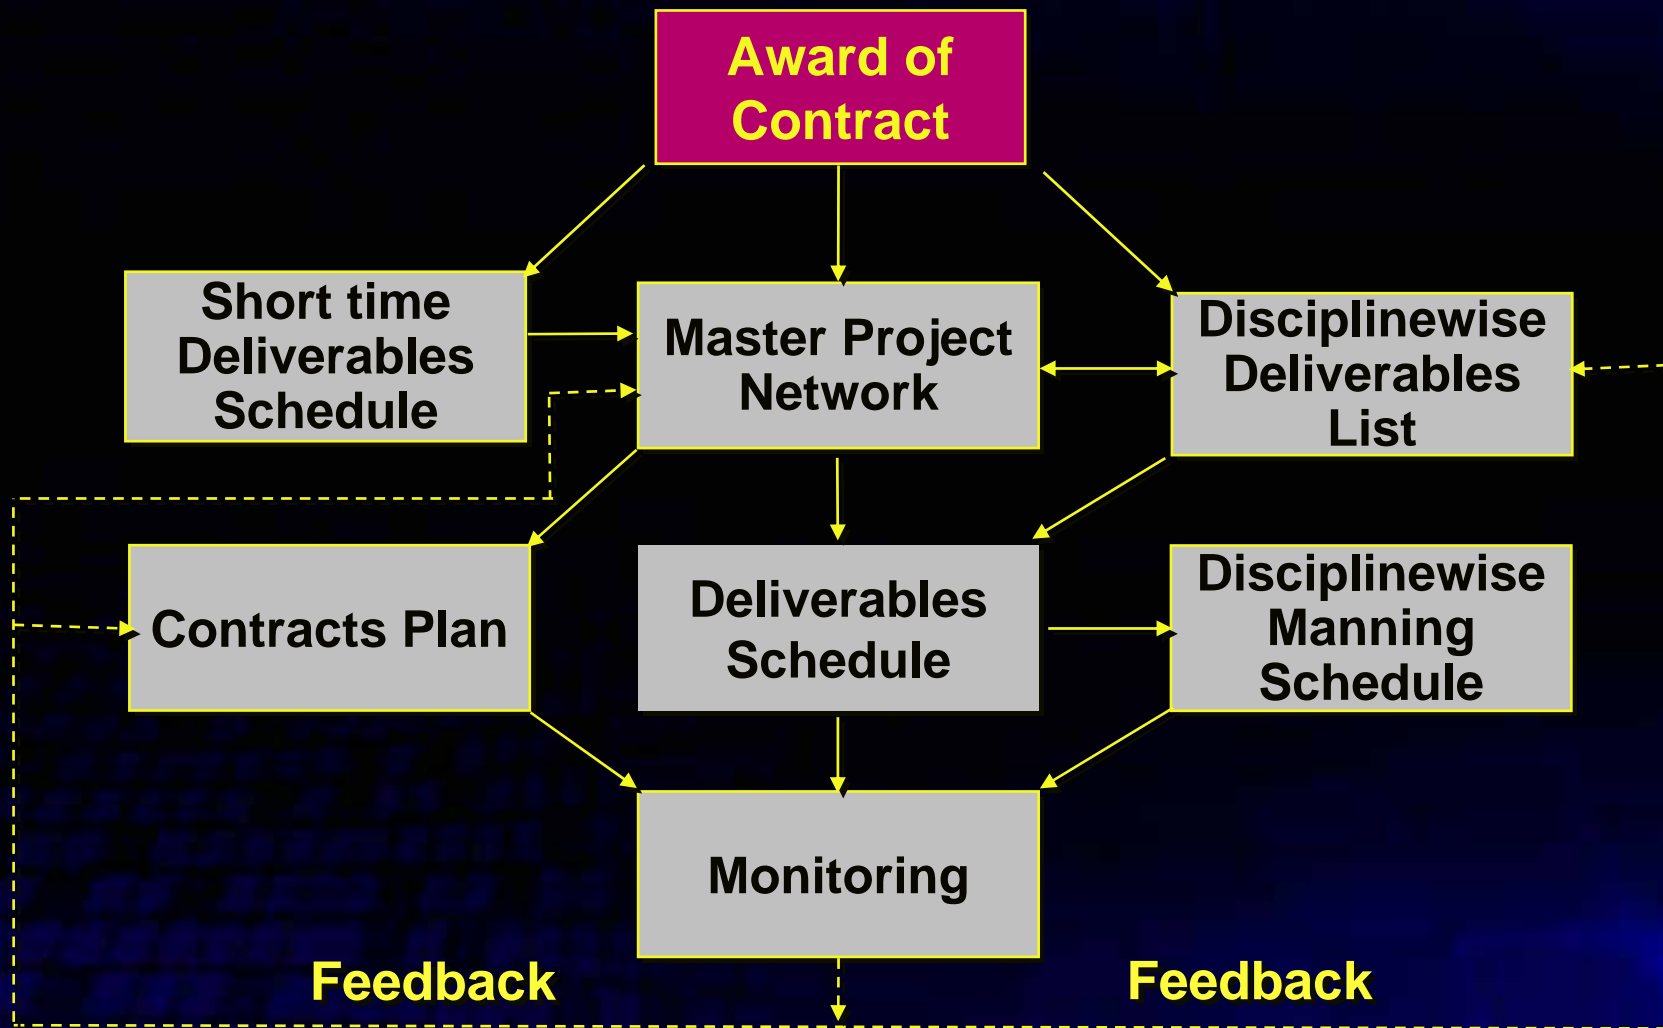 Award of
Contract
Short time
Deliverables
Schedule
Master Project
Network
Disciplinewise
Deliverables
List
Contracts Plan
Deliverables
Schedule
Disciplinewise
Manning
Schedule
Monitoring
Feedback
Feedback